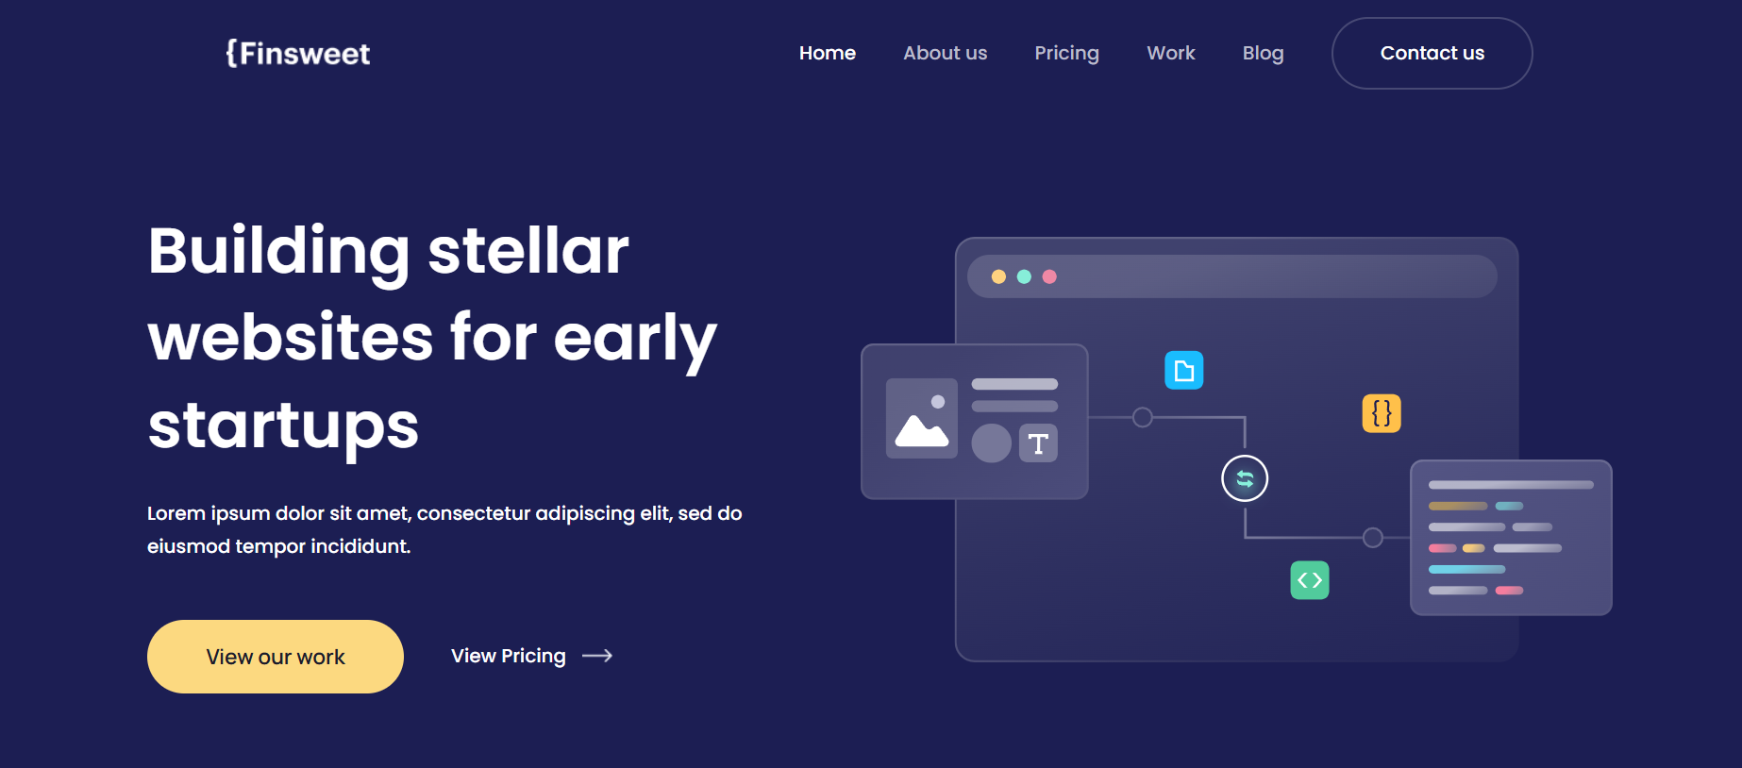 {Finsweet
Home About us Pricing Work Blog Contact us
Building stellar
websites for early
startups
Lorem ipsum dolor sit amet, consectetur adipiscing elit, sed do
eiusmod tempor incididunt.
View our work View Pricing →
T
{}
<>